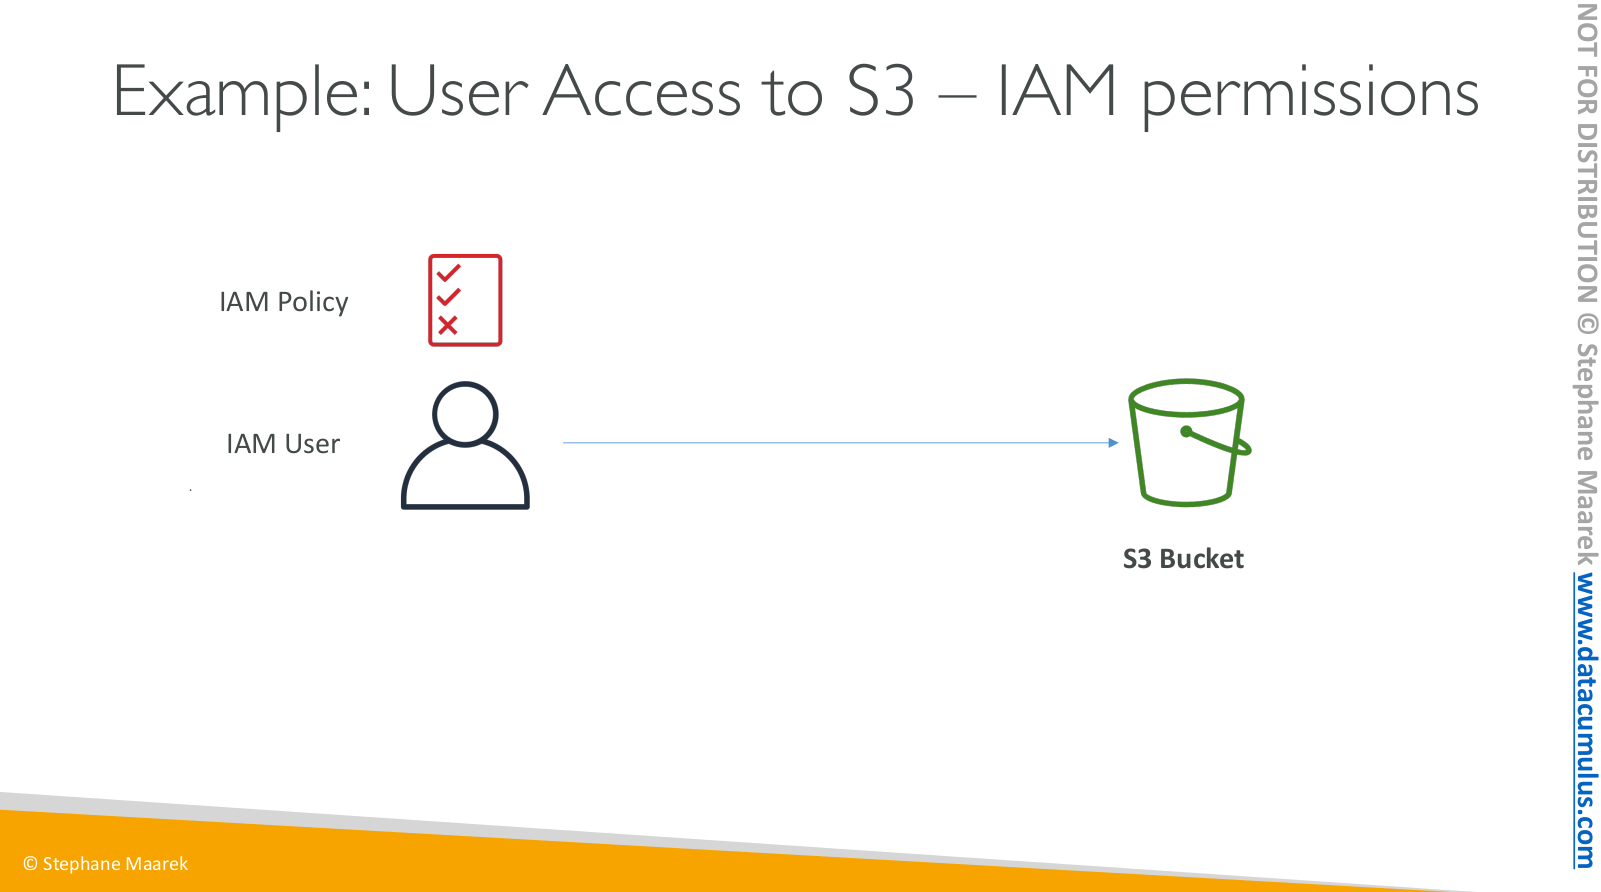 Example: User Access to S3 – IAM permissions
IAM Policy
IAM User
S3 Bucket
© Stephane Maarek
NOT FOR DISTRIBUTION © Stephane Maarek www.datacumulus.com